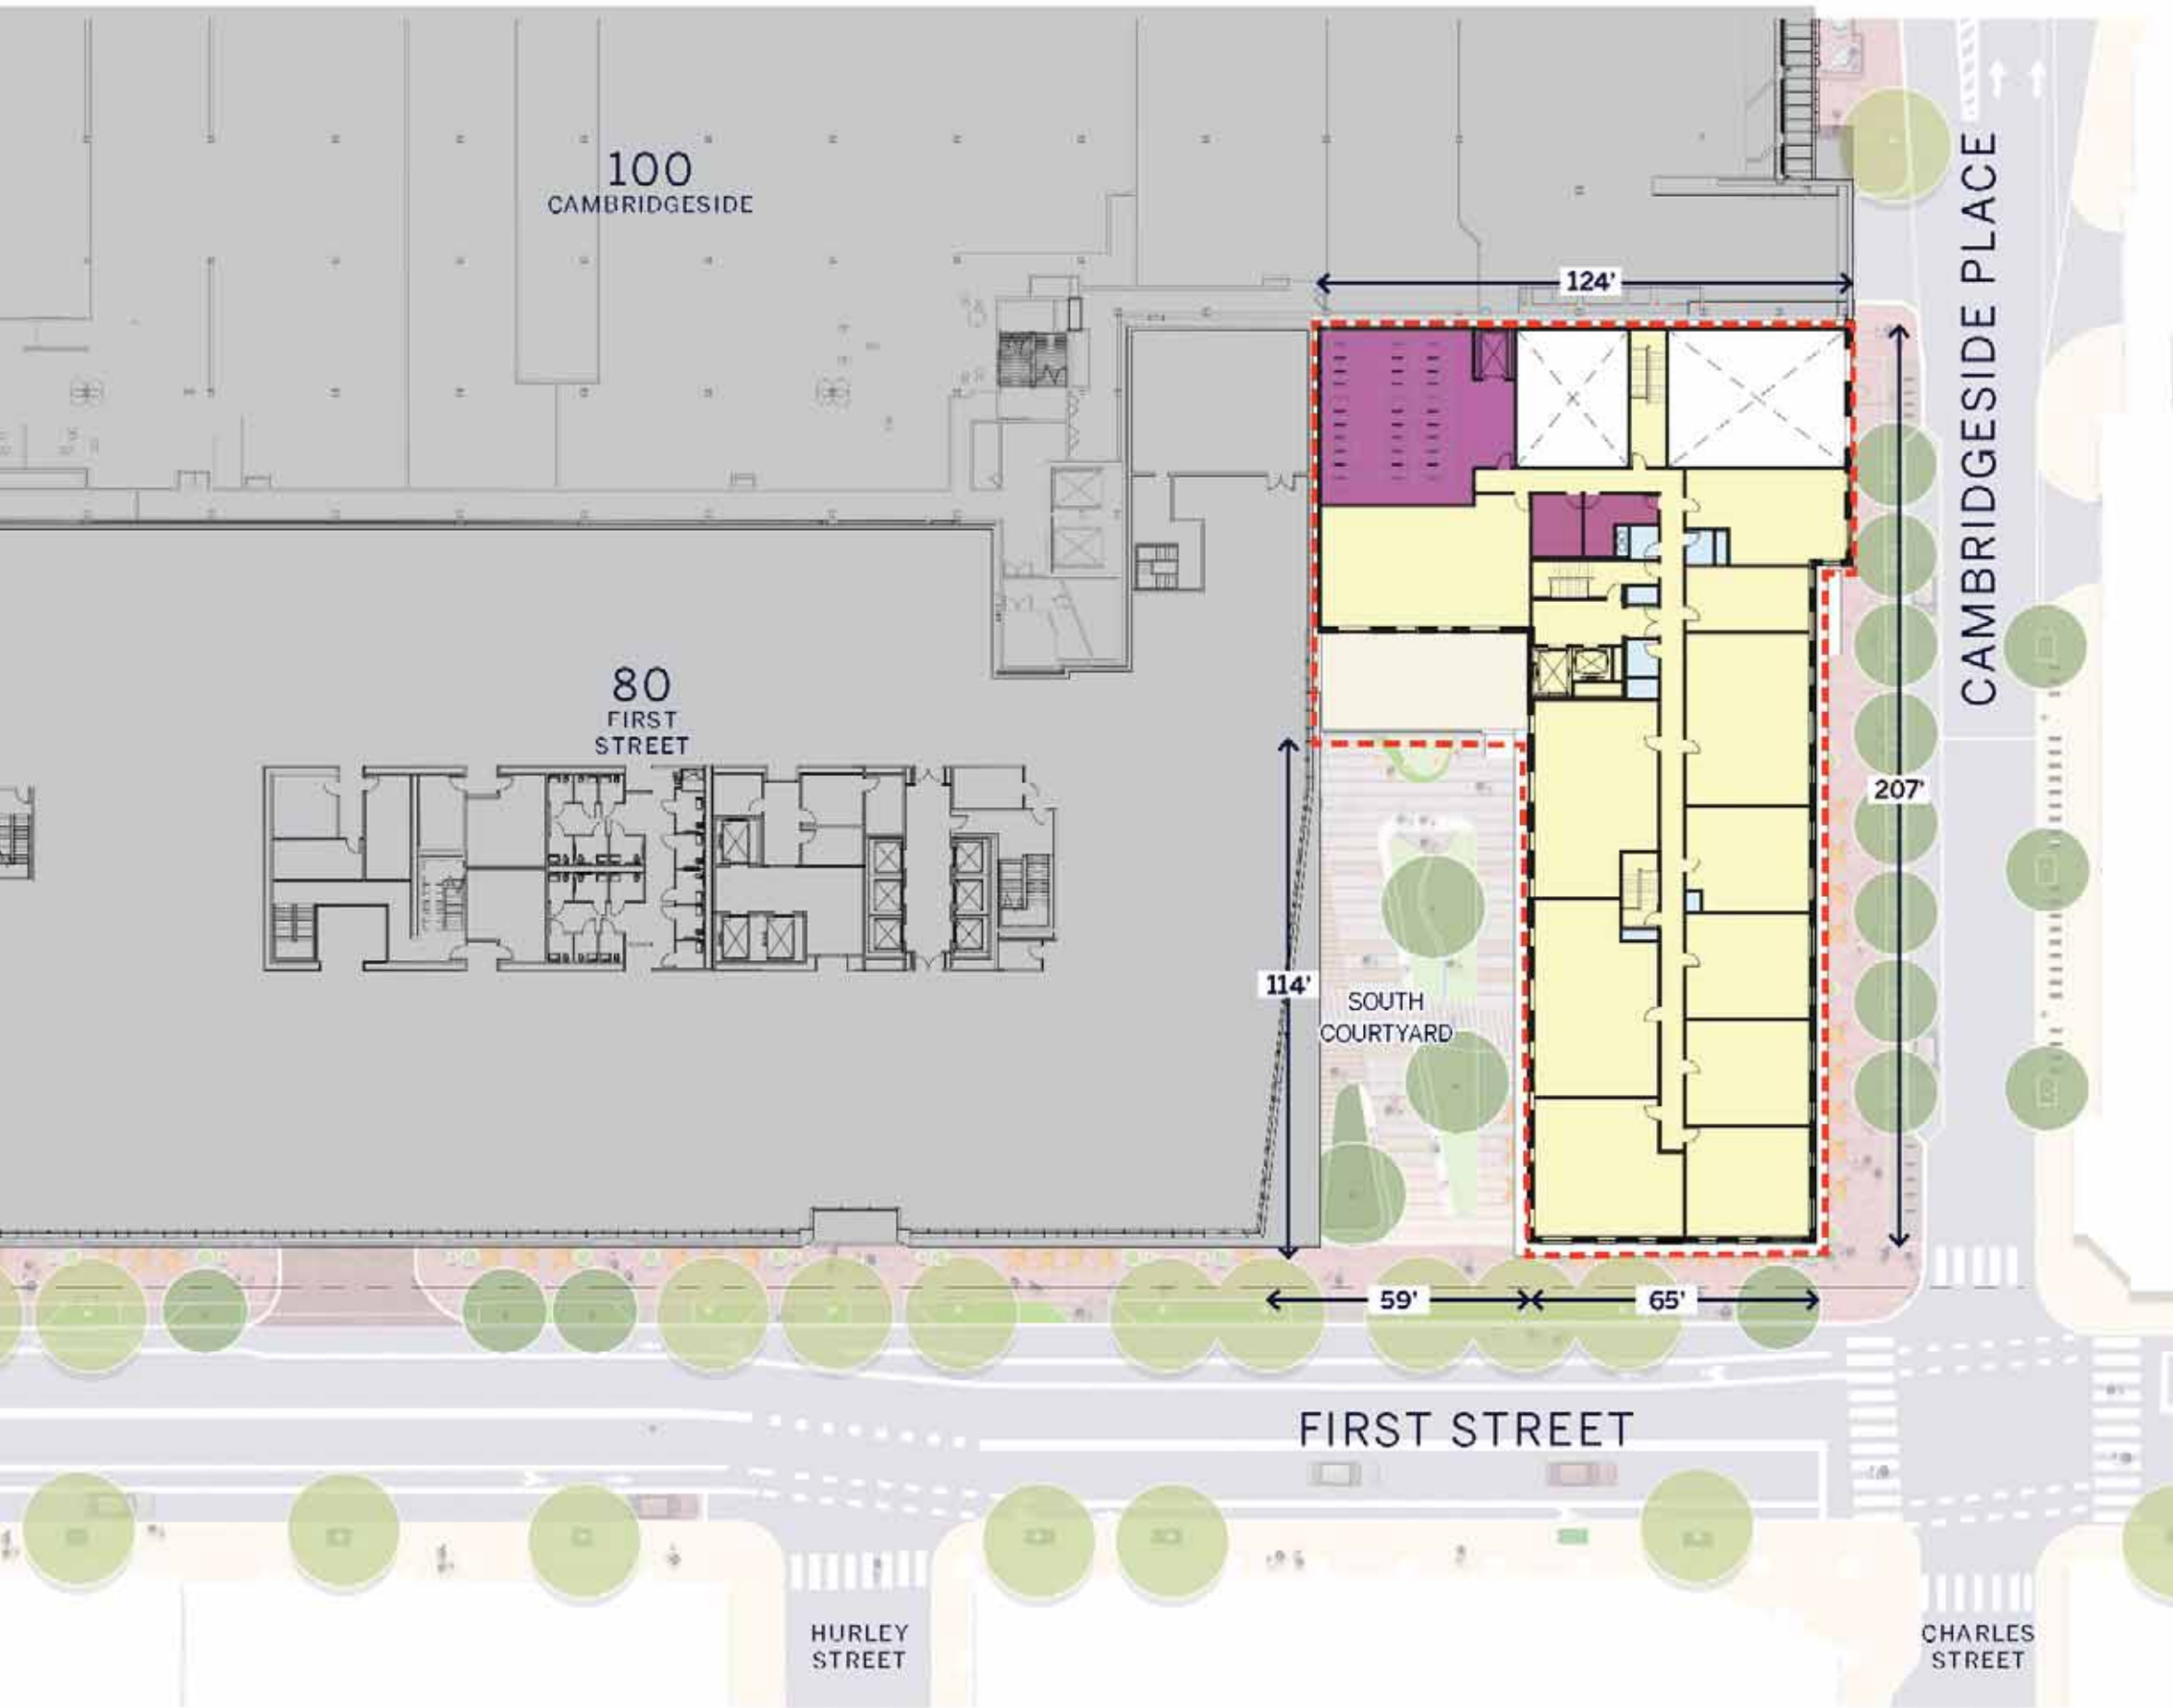 100
CAMBRIDGESIDE
CAMBRIDGESIDE PLACE
124'
80
FIRST
STREET
207'
114'
SOUTH
COURTYARD
59'
65'
FIRST STREET
HURLEY
STREET
CHARLES
STREET